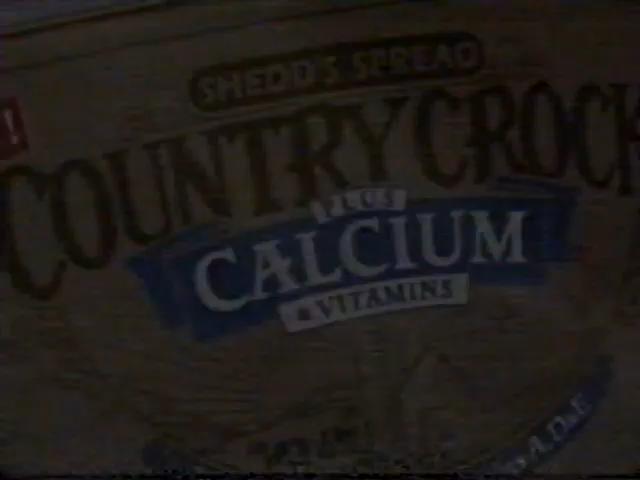 SHEDD'S SPREAD
!
COUNTRY CROCK
PLUS
CALCIUM
& VITAMINS
A, D & E